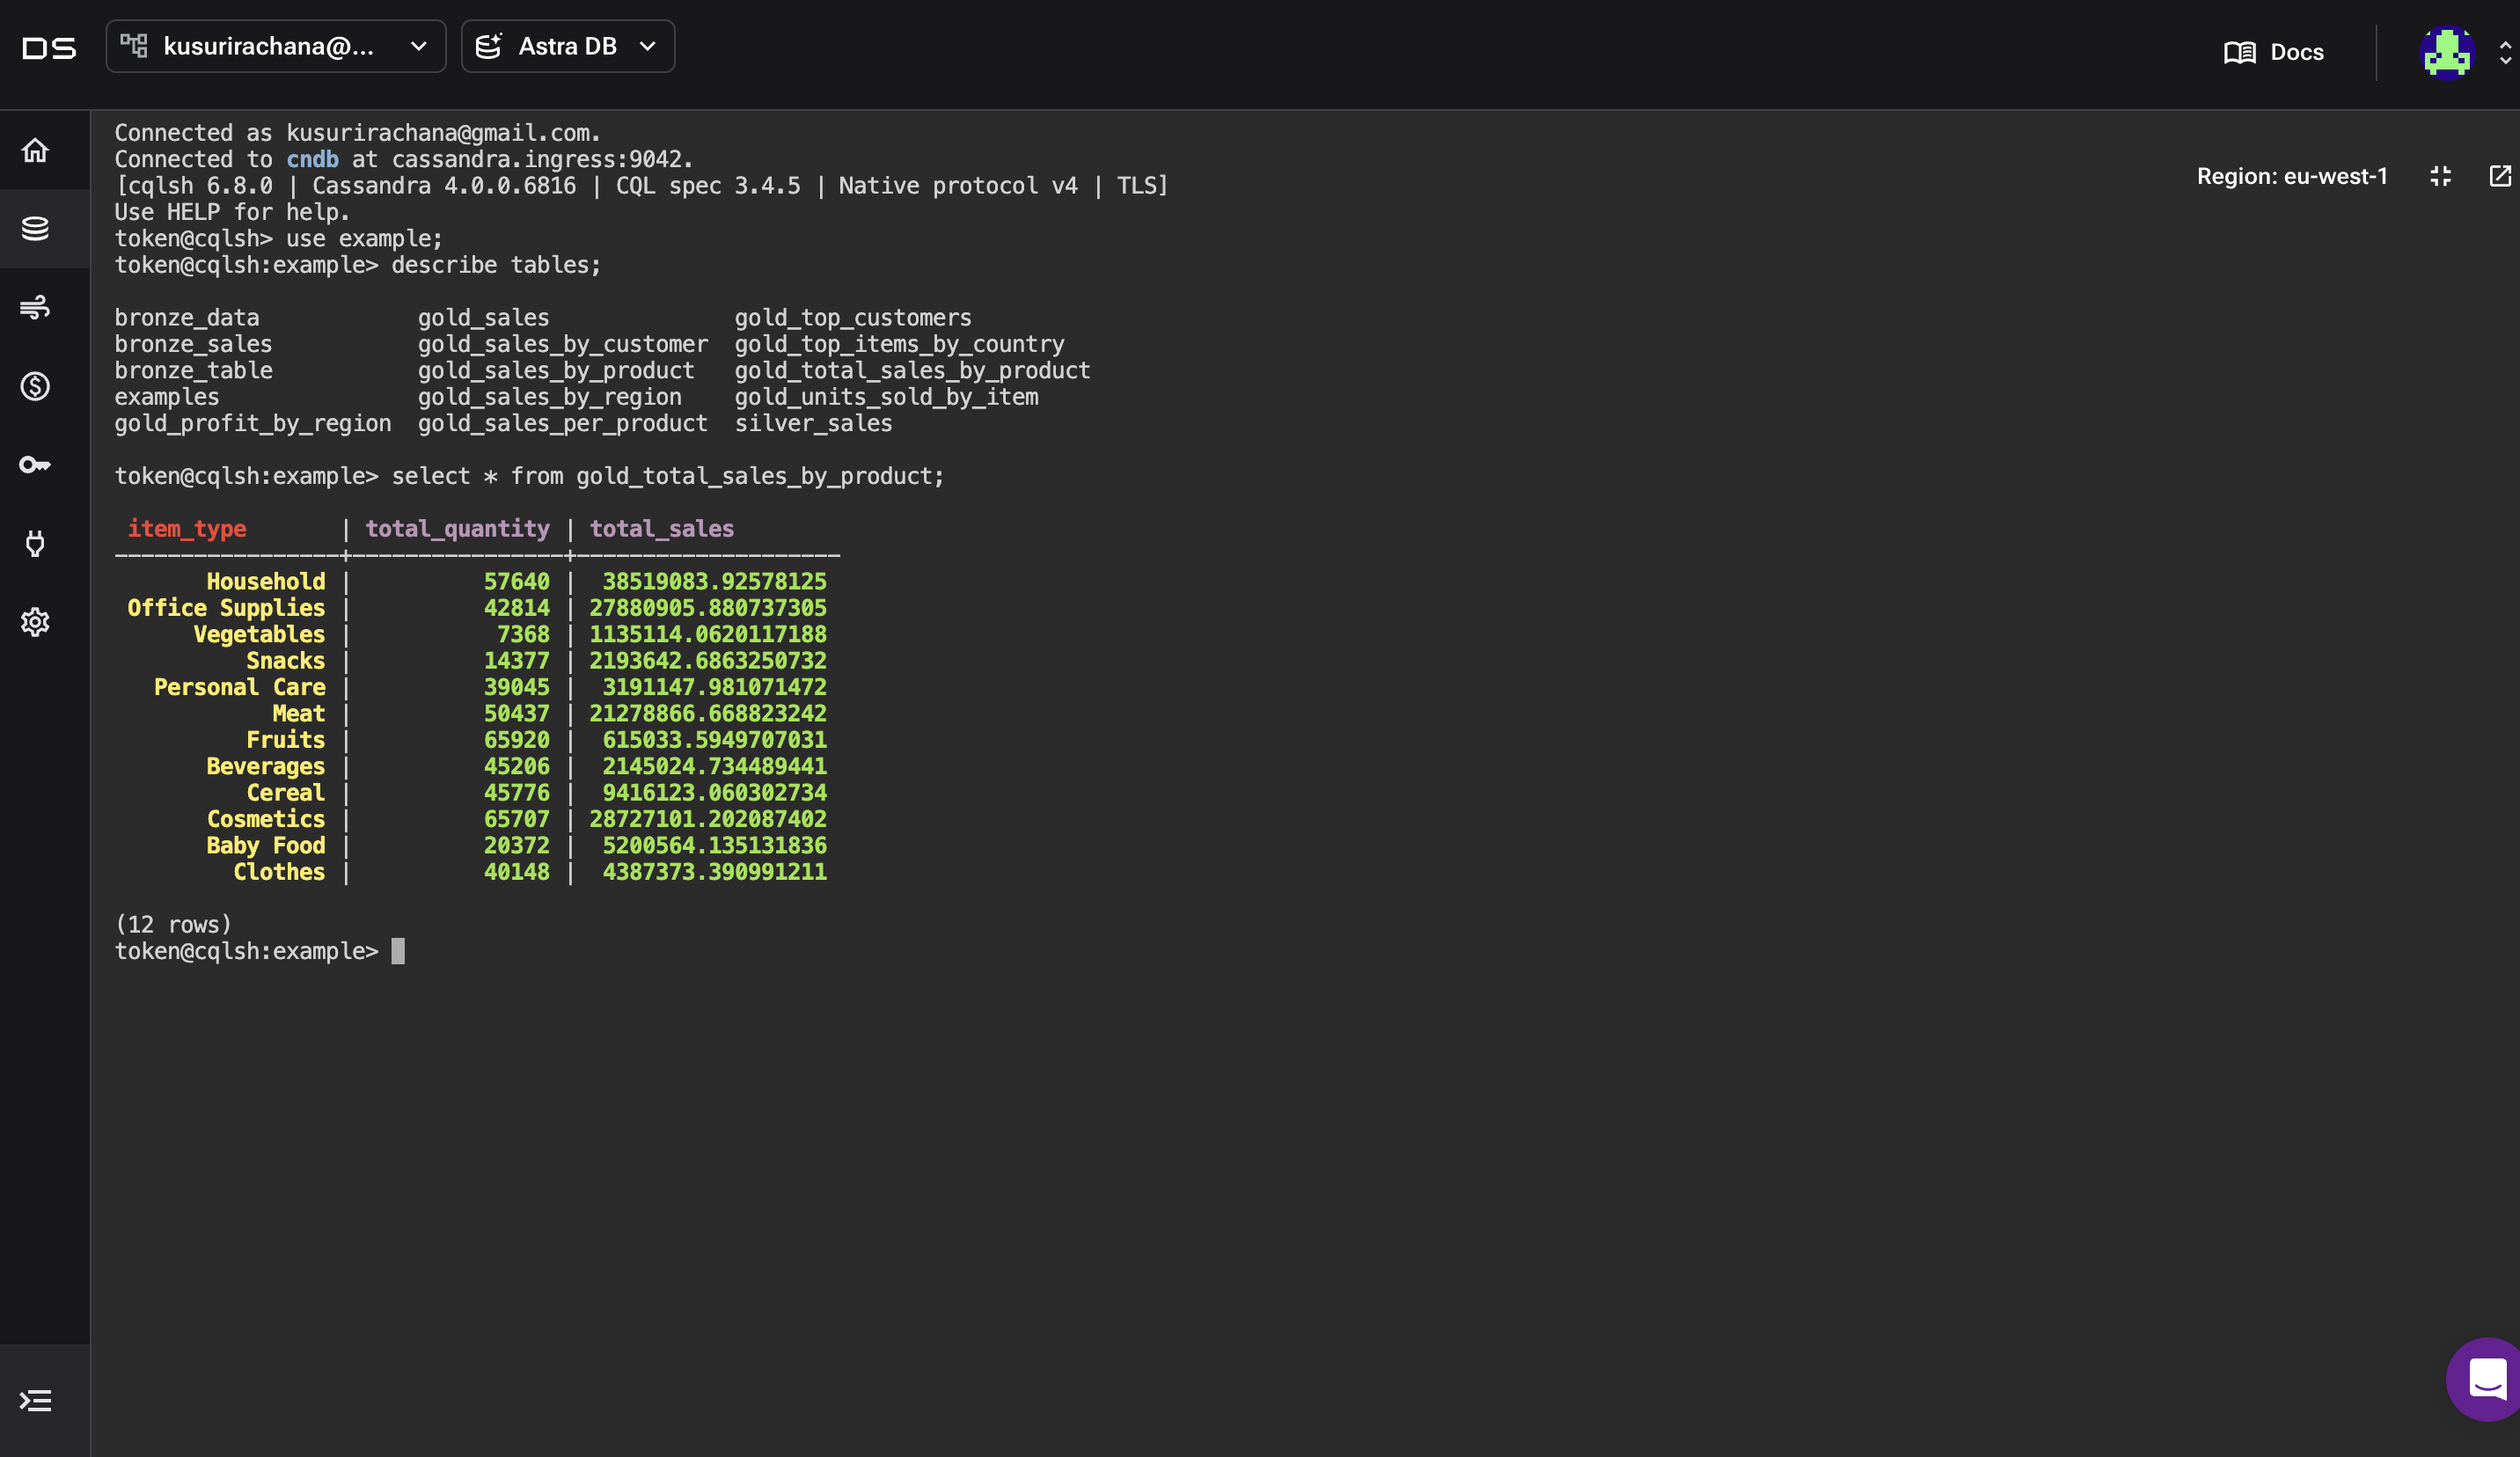 DS kusurirachana@... Astra DB Docs
Connected as kusurirachana@gmail.com.
Connected to cndb at cassandra.ingress:9042.
Region: eu-west-1
[cqlsh 6.8.0 | Cassandra 4.0.0.6816 | CQL spec 3.4.5 | Native protocol v4 | TLS]
Use HELP for help.
token@cqlsh> use example;
token@cqlsh:example> describe tables;
bronze_data gold_sales gold_top_customers
bronze_sales gold_sales_by_customer gold_top_items_by_country
bronze_table gold_sales_by_product gold_total_sales_by_product
examples gold_sales_by_region gold_units_sold_by_item
gold_profit_by_region gold_sales_per_product silver_sales
token@cqlsh:example> select * from gold_total_sales_by_product;
item_type | total_quantity | total_sales
-----------------+----------------+--------------------
Household | 57640 | 38519083.92578125
Office Supplies | 42814 | 27880905.880737305
Vegetables | 7368 | 1135114.0620117188
Snacks | 14377 | 2193642.6863250732
Personal Care | 39045 | 3191147.981071472
Meat | 50437 | 21278866.668823242
Fruits | 65920 | 615033.5949707031
Beverages | 45206 | 2145024.734489441
Cereal | 45776 | 9416123.060302734
Cosmetics | 65707 | 28727101.202087402
Baby Food | 20372 | 5200564.135131836
Clothes | 40148 | 4387373.390991211
(12 rows)
token@cqlsh:example>